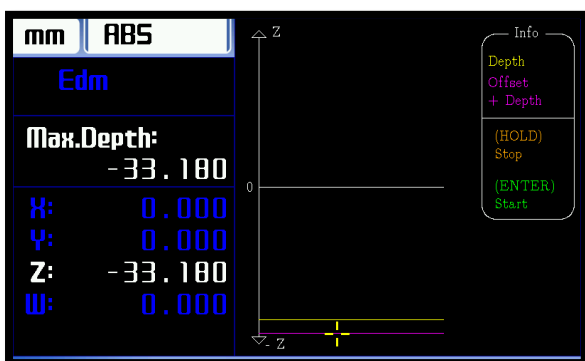 mm ABS
Edm
Max.Depth:
-33.180
X: 0.000
Y: 0.000
Z: -33.180
W: 0.000
Z
0
- Z
Info
Depth
Offset
+ Depth
(HOLD)
Stop
(ENTER)
Start